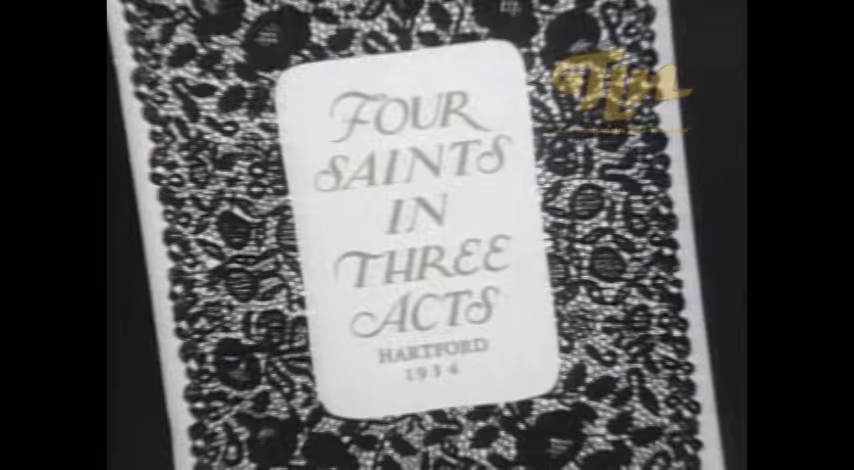 FOUR
SAINTS
IN
THREE
ACTS
HARTFORD
1934